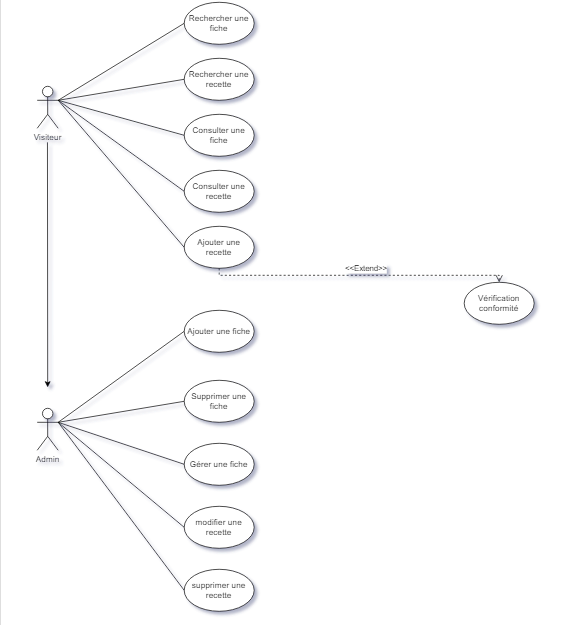 Rechercher une
fiche
Rechercher une
recette
Visiteur
Consulter une
fiche
Consulter une
recette
Ajouter une
recette
<<Extend>>
Vérification
conformité
Ajouter une fiche
Supprimer une
fiche
Admin
Gérer une fiche
modifier une
recette
supprimer une
recette